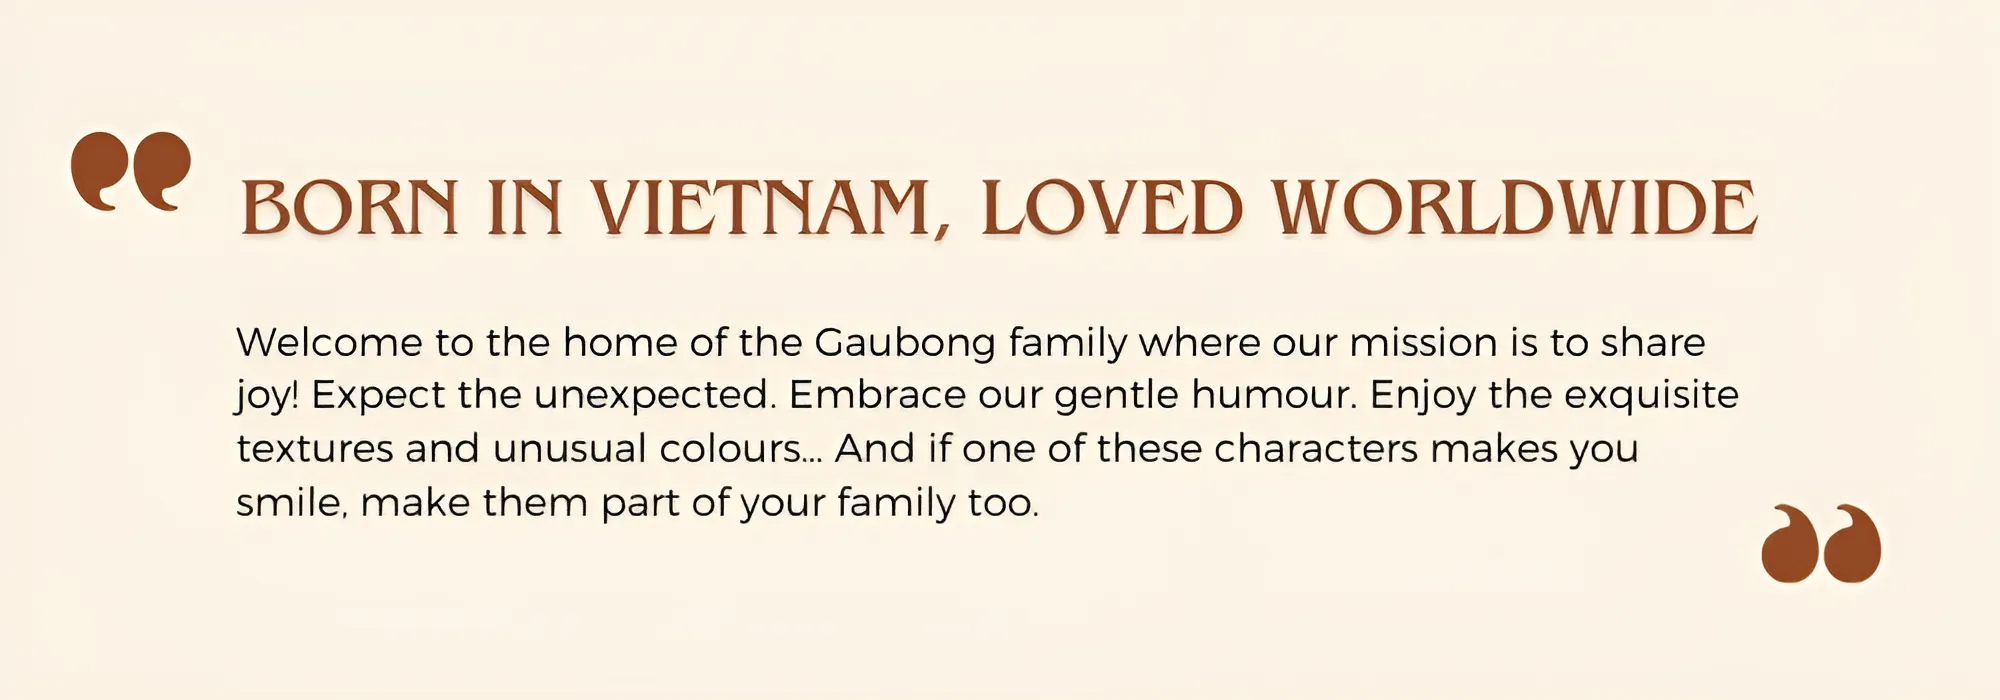 BORN IN VIETNAM, LOVED WORLDWIDE
Welcome to the home of the Gaubong family where our mission is to share
joy! Expect the unexpected. Embrace our gentle humour. Enjoy the exquisite
textures and unusual colours... And if one of these characters makes you
smile, make them part of your family too.